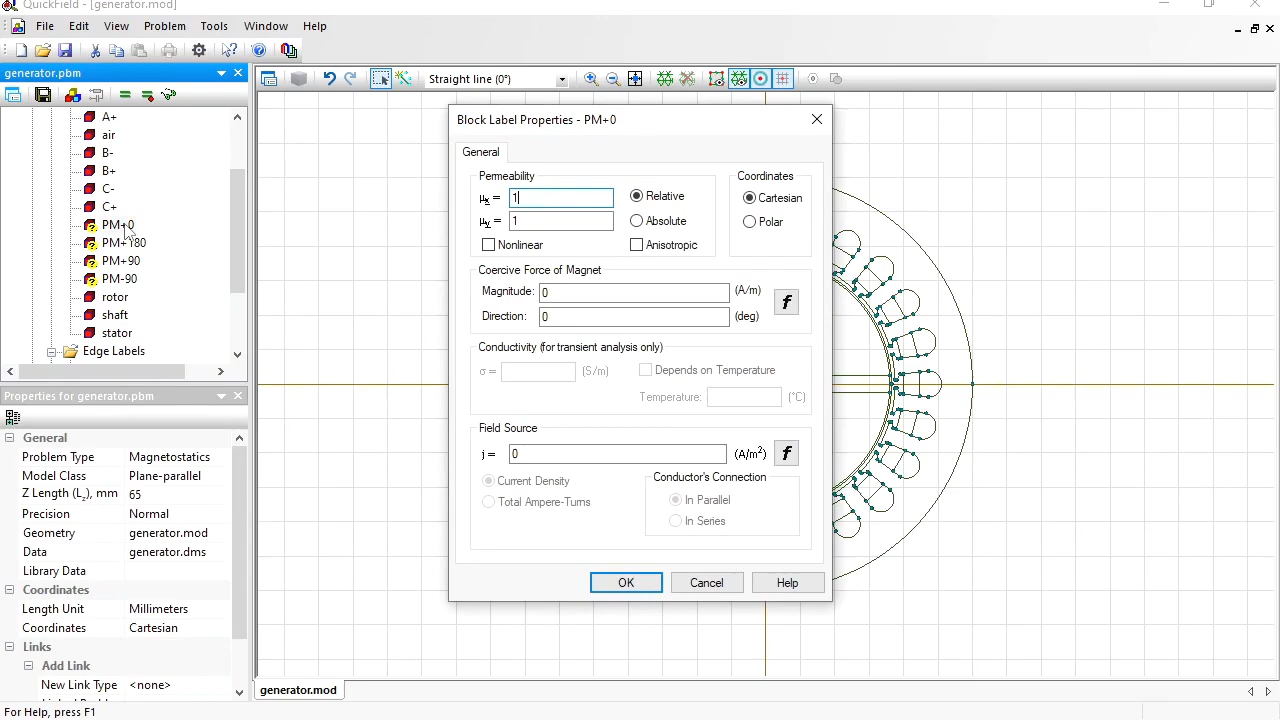 QuickField - [generator.mod]
File Edit View Problem Tools Window Help
generator.pbm
Straight line (0°)
A+
air
B-
B+
C-
C+
PM+0
PM+180
PM+90
PM-90
rotor
shaft
stator
Edge Labels
Properties for generator.pbm
General
Problem Type Magnetostatics
Model Class Plane-parallel
Z Length (Lz), mm 65
Precision Normal
Geometry generator.mod
Data generator.dms
Library Data
Coordinates
Length Unit Millimeters
Coordinates Cartesian
Links
Add Link
New Link Type <none>
Block Label Properties - PM+0
General
Permeability
μx = 1
μy = 1
Relative
Absolute
Nonlinear
Anisotropic
Coordinates
Cartesian
Polar
Coercive Force of Magnet
Magnitude: 0 (A/m)
Direction: 0 (deg)
f
Conductivity (for transient analysis only)
σ = (S/m)
Depends on Temperature
Temperature: (°C)
Field Source
j = 0 (A/m²)
f
Current Density
Total Ampere-Turns
Conductor's Connection
In Parallel
In Series
OK Cancel Help
generator.mod
For Help, press F1